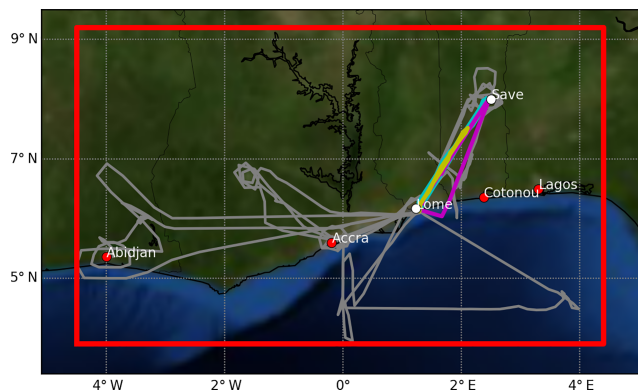 9° N
Save
7° N
Lagos
Cotonou
Lome
Accra
Abidjan
5° N
4° W
2° W
0°
2° E
4° E